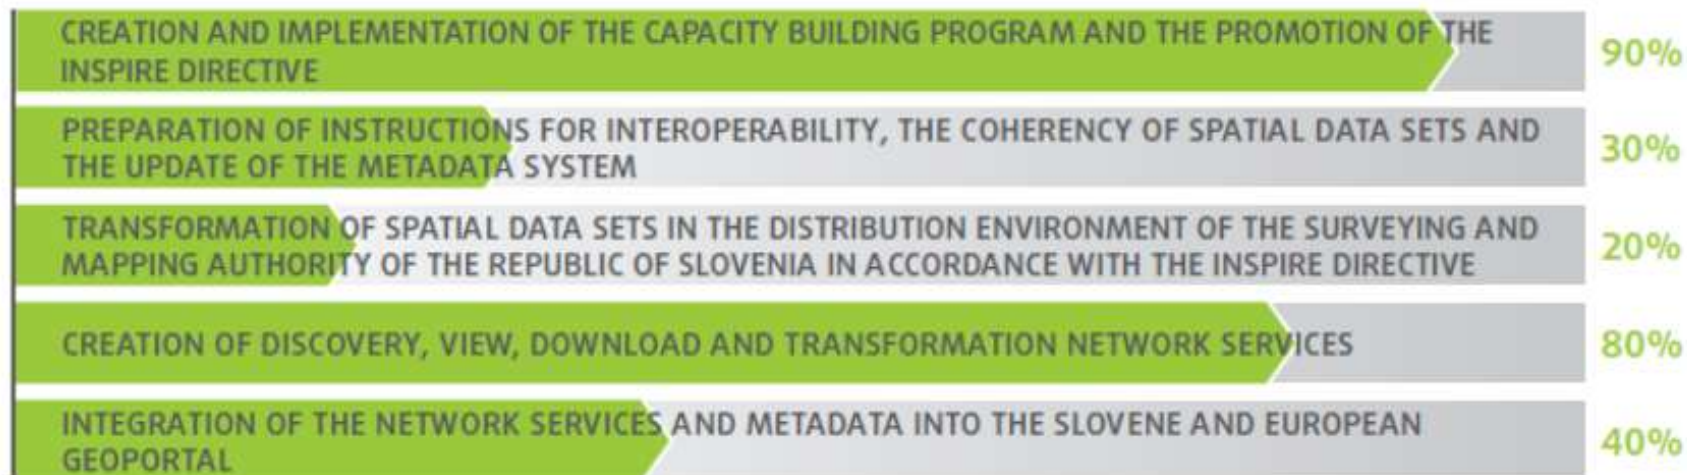 CREATION AND IMPLEMENTATION OF THE CAPACITY BUILDING PROGRAM AND THE PROMOTION OF THE
INSPIRE DIRECTIVE
90%
PREPARATION OF INSTRUCTIONS FOR INTEROPERABILITY, THE COHERENCY OF SPATIAL DATA SETS AND
THE UPDATE OF THE METADATA SYSTEM
30%
TRANSFORMATION OF SPATIAL DATA SETS IN THE DISTRIBUTION ENVIRONMENT OF THE SURVEYING AND
MAPPING AUTHORITY OF THE REPUBLIC OF SLOVENIA IN ACCORDANCE WITH THE INSPIRE DIRECTIVE
20%
CREATION OF DISCOVERY, VIEW, DOWNLOAD AND TRANSFORMATION NETWORK SERVICES
80%
INTEGRATION OF THE NETWORK SERVICES AND METADATA INTO THE SLOVENE AND EUROPEAN
GEOPORTAL
40%